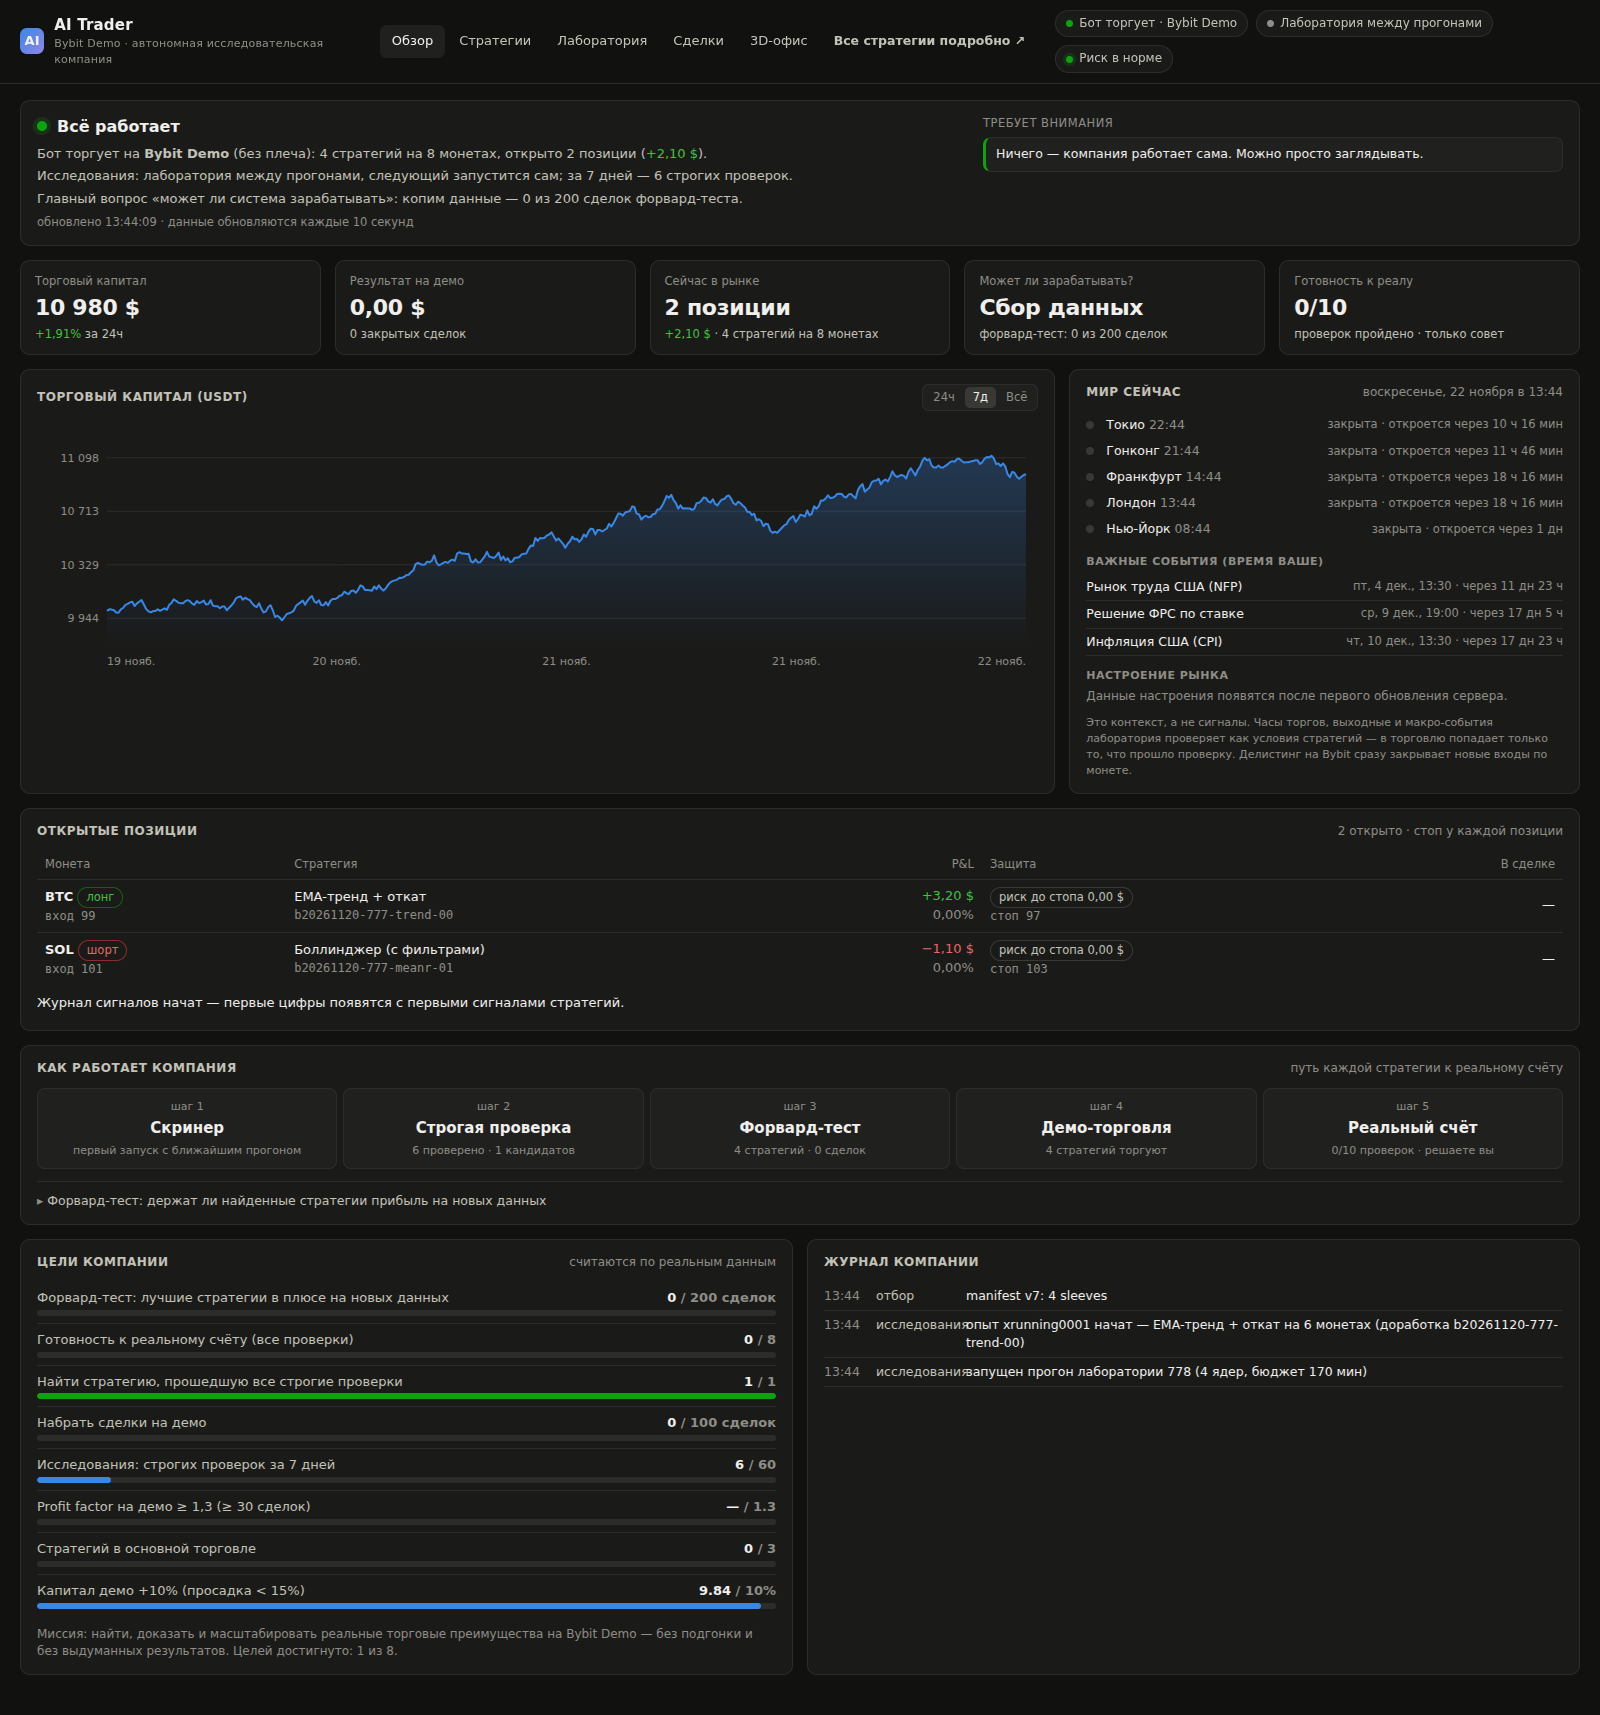 AI
AI Trader
Bybit Demo · автономная исследовательская
компания
Обзор
Стратегии
Лаборатория
Сделки
3D-офис
Все стратегии подробно ↗
Бот торгует · Bybit Demo
Лаборатория между прогонами
Риск в норме
Всё работает
Бот торгует на Bybit Demo (без плеча): 4 стратегий на 8 монетах, открыто 2 позиции (+2,10 $).
Исследования: лаборатория между прогонами, следующий запустится сам; за 7 дней — 6 строгих проверок.
Главный вопрос «может ли система зарабатывать»: копим данные — 0 из 200 сделок форвард-теста.
обновлено 13:44:09 · данные обновляются каждые 10 секунд
ТРЕБУЕТ ВНИМАНИЯ
Ничего — компания работает сама. Можно просто заглядывать.
Торговый капитал
10 980 $
+1,91% за 24ч
Результат на демо
0,00 $
0 закрытых сделок
Сейчас в рынке
2 позиции
+2,10 $ · 4 стратегий на 8 монетах
Может ли зарабатывать?
Сбор данных
форвард-тест: 0 из 200 сделок
Готовность к реалу
0/10
проверок пройдено · только совет
ТОРГОВЫЙ КАПИТАЛ (USDT)
24ч 7д Всё
11 098
10 713
10 329
9 944
19 нояб. 20 нояб. 21 нояб. 21 нояб. 22 нояб.
МИР СЕЙЧАС
воскресенье, 22 ноября в 13:44
Токио 22:44 закрыта · откроется через 10 ч 16 мин
Гонконг 21:44 закрыта · откроется через 11 ч 46 мин
Франкфурт 14:44 закрыта · откроется через 18 ч 16 мин
Лондон 13:44 закрыта · откроется через 18 ч 16 мин
Нью-Йорк 08:44 закрыта · откроется через 1 дн
ВАЖНЫЕ СОБЫТИЯ (ВРЕМЯ ВАШЕ)
Рынок труда США (NFP) пт, 4 дек., 13:30 · через 11 дн 23 ч
Решение ФРС по ставке ср, 9 дек., 19:00 · через 17 дн 5 ч
Инфляция США (CPI) чт, 10 дек., 13:30 · через 17 дн 23 ч
НАСТРОЕНИЕ РЫНКА
Данные настроения появятся после первого обновления сервера.
Это контекст, а не сигналы. Часы торгов, выходные и макро-события
лаборатория проверяет как условия стратегий — в торговлю попадает только
то, что прошло проверку. Делистинг на Bybit сразу закрывает новые входы по
монете.
ОТКРЫТЫЕ ПОЗИЦИИ
2 открыто · стоп у каждой позиции
Монета Стратегия P&L Защита В сделке
BTC лонг EMA-тренд + откат +3,20 $ риск до стопа 0,00 $ —
вход 99 b20261120-777-trend-00 0,00% стоп 97
SOL шорт Боллинджер (с фильтрами) −1,10 $ риск до стопа 0,00 $ —
вход 101 b20261120-777-meanr-01 0,00% стоп 103
Журнал сигналов начат — первые цифры появятся с первыми сигналами стратегий.
КАК РАБОТАЕТ КОМПАНИЯ
путь каждой стратегии к реальному счёту
шаг 1
Скринер
первый запуск с ближайшим прогоном
шаг 2
Строгая проверка
6 проверено · 1 кандидатов
шаг 3
Форвард-тест
4 стратегий · 0 сделок
шаг 4
Демо-торговля
4 стратегий торгуют
шаг 5
Реальный счёт
0/10 проверок · решаете вы
▸ Форвард-тест: держат ли найденные стратегии прибыль на новых данных
ЦЕЛИ КОМПАНИИ
считаются по реальным данным
Форвард-тест: лучшие стратегии в плюсе на новых данных 0 / 200 сделок
Готовность к реальному счёту (все проверки) 0 / 8
Найти стратегию, прошедшую все строгие проверки 1 / 1
Набрать сделки на демо 0 / 100 сделок
Исследования: строгих проверок за 7 дней 6 / 60
Profit factor на демо ≥ 1,3 (≥ 30 сделок) — / 1.3
Стратегий в основной торговле 0 / 3
Капитал демо +10% (просадка < 15%) 9.84 / 10%
Миссия: найти, доказать и масштабировать реальные торговые преимущества на Bybit Demo — без подгонки и
без выдуманных результатов. Целей достигнуто: 1 из 8.
ЖУРНАЛ КОМПАНИИ
13:44 отбор manifest v7: 4 sleeves
13:44 исследования опыт xrunning0001 начат — EMA-тренд + откат на 6 монетах (доработка b20261120-777-
trend-00)
13:44 исследования запущен прогон лаборатории 778 (4 ядер, бюджет 170 мин)